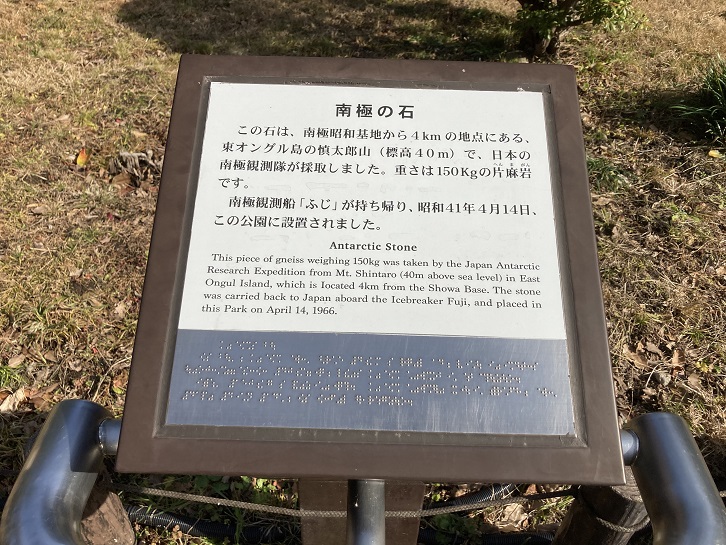 南極の石
この石は、南極昭和基地から4kmの地点にある、
東オングル島の慎太郎山（標高40m）で、日本の
南極観測隊が採取しました。重さは150Kgの片麻岩
です。
南極観測船「ふじ」が持ち帰り、昭和41年4月14日、
この公園に設置されました。
Antarctic Stone
This piece of gneiss weighing 150kg was taken by the Japan Antarctic
Research Expedition from Mt. Shintaro (40m above sea level) in East
Ongul Island, which is located 4km from the Showa Base. The stone
was carried back to Japan aboard the Icebreaker Fuji, and placed in
this Park on April 14, 1966.